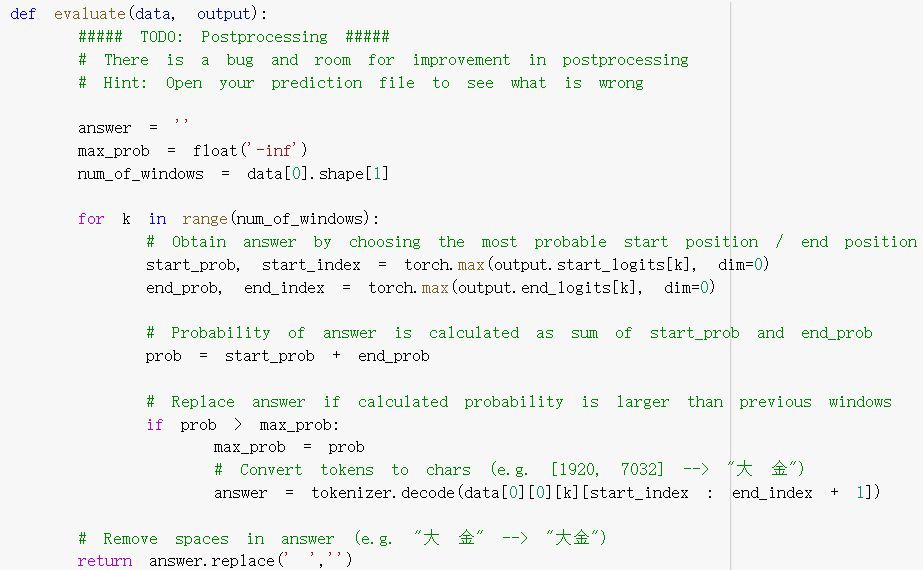 def evaluate(data, output):
##### TODO: Postprocessing #####
# There is a bug and room for improvement in postprocessing
# Hint: Open your prediction file to see what is wrong
answer = ''
max_prob = float('-inf')
num_of_windows = data[0].shape[1]
for k in range(num_of_windows):
# Obtain answer by choosing the most probable start position / end position
start_prob, start_index = torch.max(output.start_logits[k], dim=0)
end_prob, end_index = torch.max(output.end_logits[k], dim=0)
# Probability of answer is calculated as sum of start_prob and end_prob
prob = start_prob + end_prob
# Replace answer if calculated probability is larger than previous windows
if prob > max_prob:
max_prob = prob
# Convert tokens to chars (e.g. [1920, 7032] --> "大 金")
answer = tokenizer.decode(data[0][0][k][start_index : end_index + 1])
# Remove spaces in answer (e.g. "大 金" --> "大金")
return answer.replace(' ','')